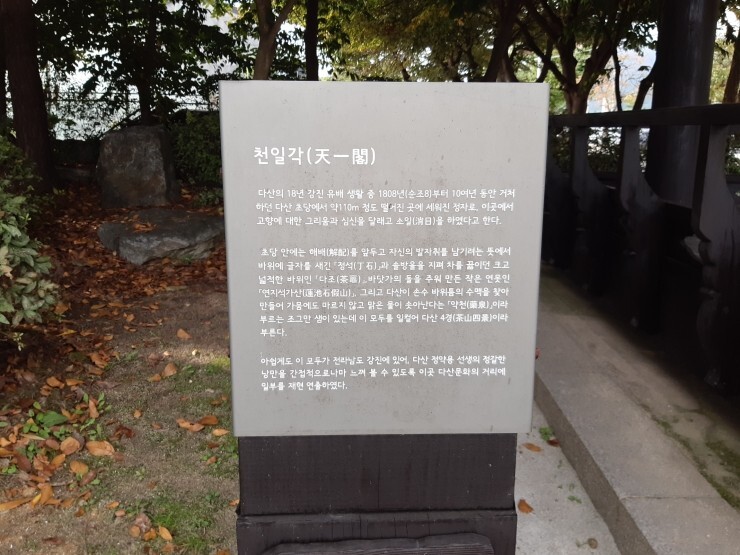 천일각(天一閣)
다산의 18년 강진 유배 생활 중 1808년(순조8)부터 10여년 동안 거처
하던 다산 초당에서 약110m 정도 떨어진 곳에 세워진 정자로, 이곳에서
고향에 대한 그리움과 심신을 달래고 소일(消日)을 하였다고 한다.
초당 안에는 해배(解配)를 앞두고 자신의 발자취를 남기려는 뜻에서
바위에 글자를 새긴 「정석(丁石)」과 솔방울을 지펴 차를 끓이던 크고
넓적한 바위인 「다조(茶竈)」, 바닷가의 돌을 주워 만든 작은 연못인
「연지석가산(蓮池石假山)」, 그리고 다산이 손수 바위틈의 수맥을 찾아
만들어 가뭄에도 마르지 않고 맑은 물이 솟아난다는 「약천(藥泉)」이라
부르는 조그만 샘이 있는데 이 모두를 일컬어 다산 4경(茶山四景)이라
부른다.
아쉽게도 이 모두가 전라남도 강진에 있어, 다산 정약용 선생의 정갈한
낭만을 간접적으로나마 느껴 볼 수 있도록 이곳 다산문화의 거리에
일부를 재현 연출하였다.